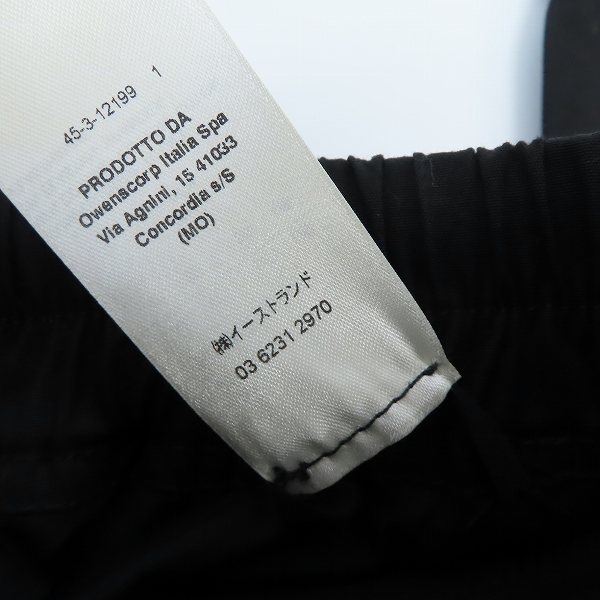 45-3-12199 1
PRODOTTO DA
Owenscorp Italia Spa
Via Agnini, 15 41033
Concordia s/S
(MO)
㈱イーストランド
03 6231 2970